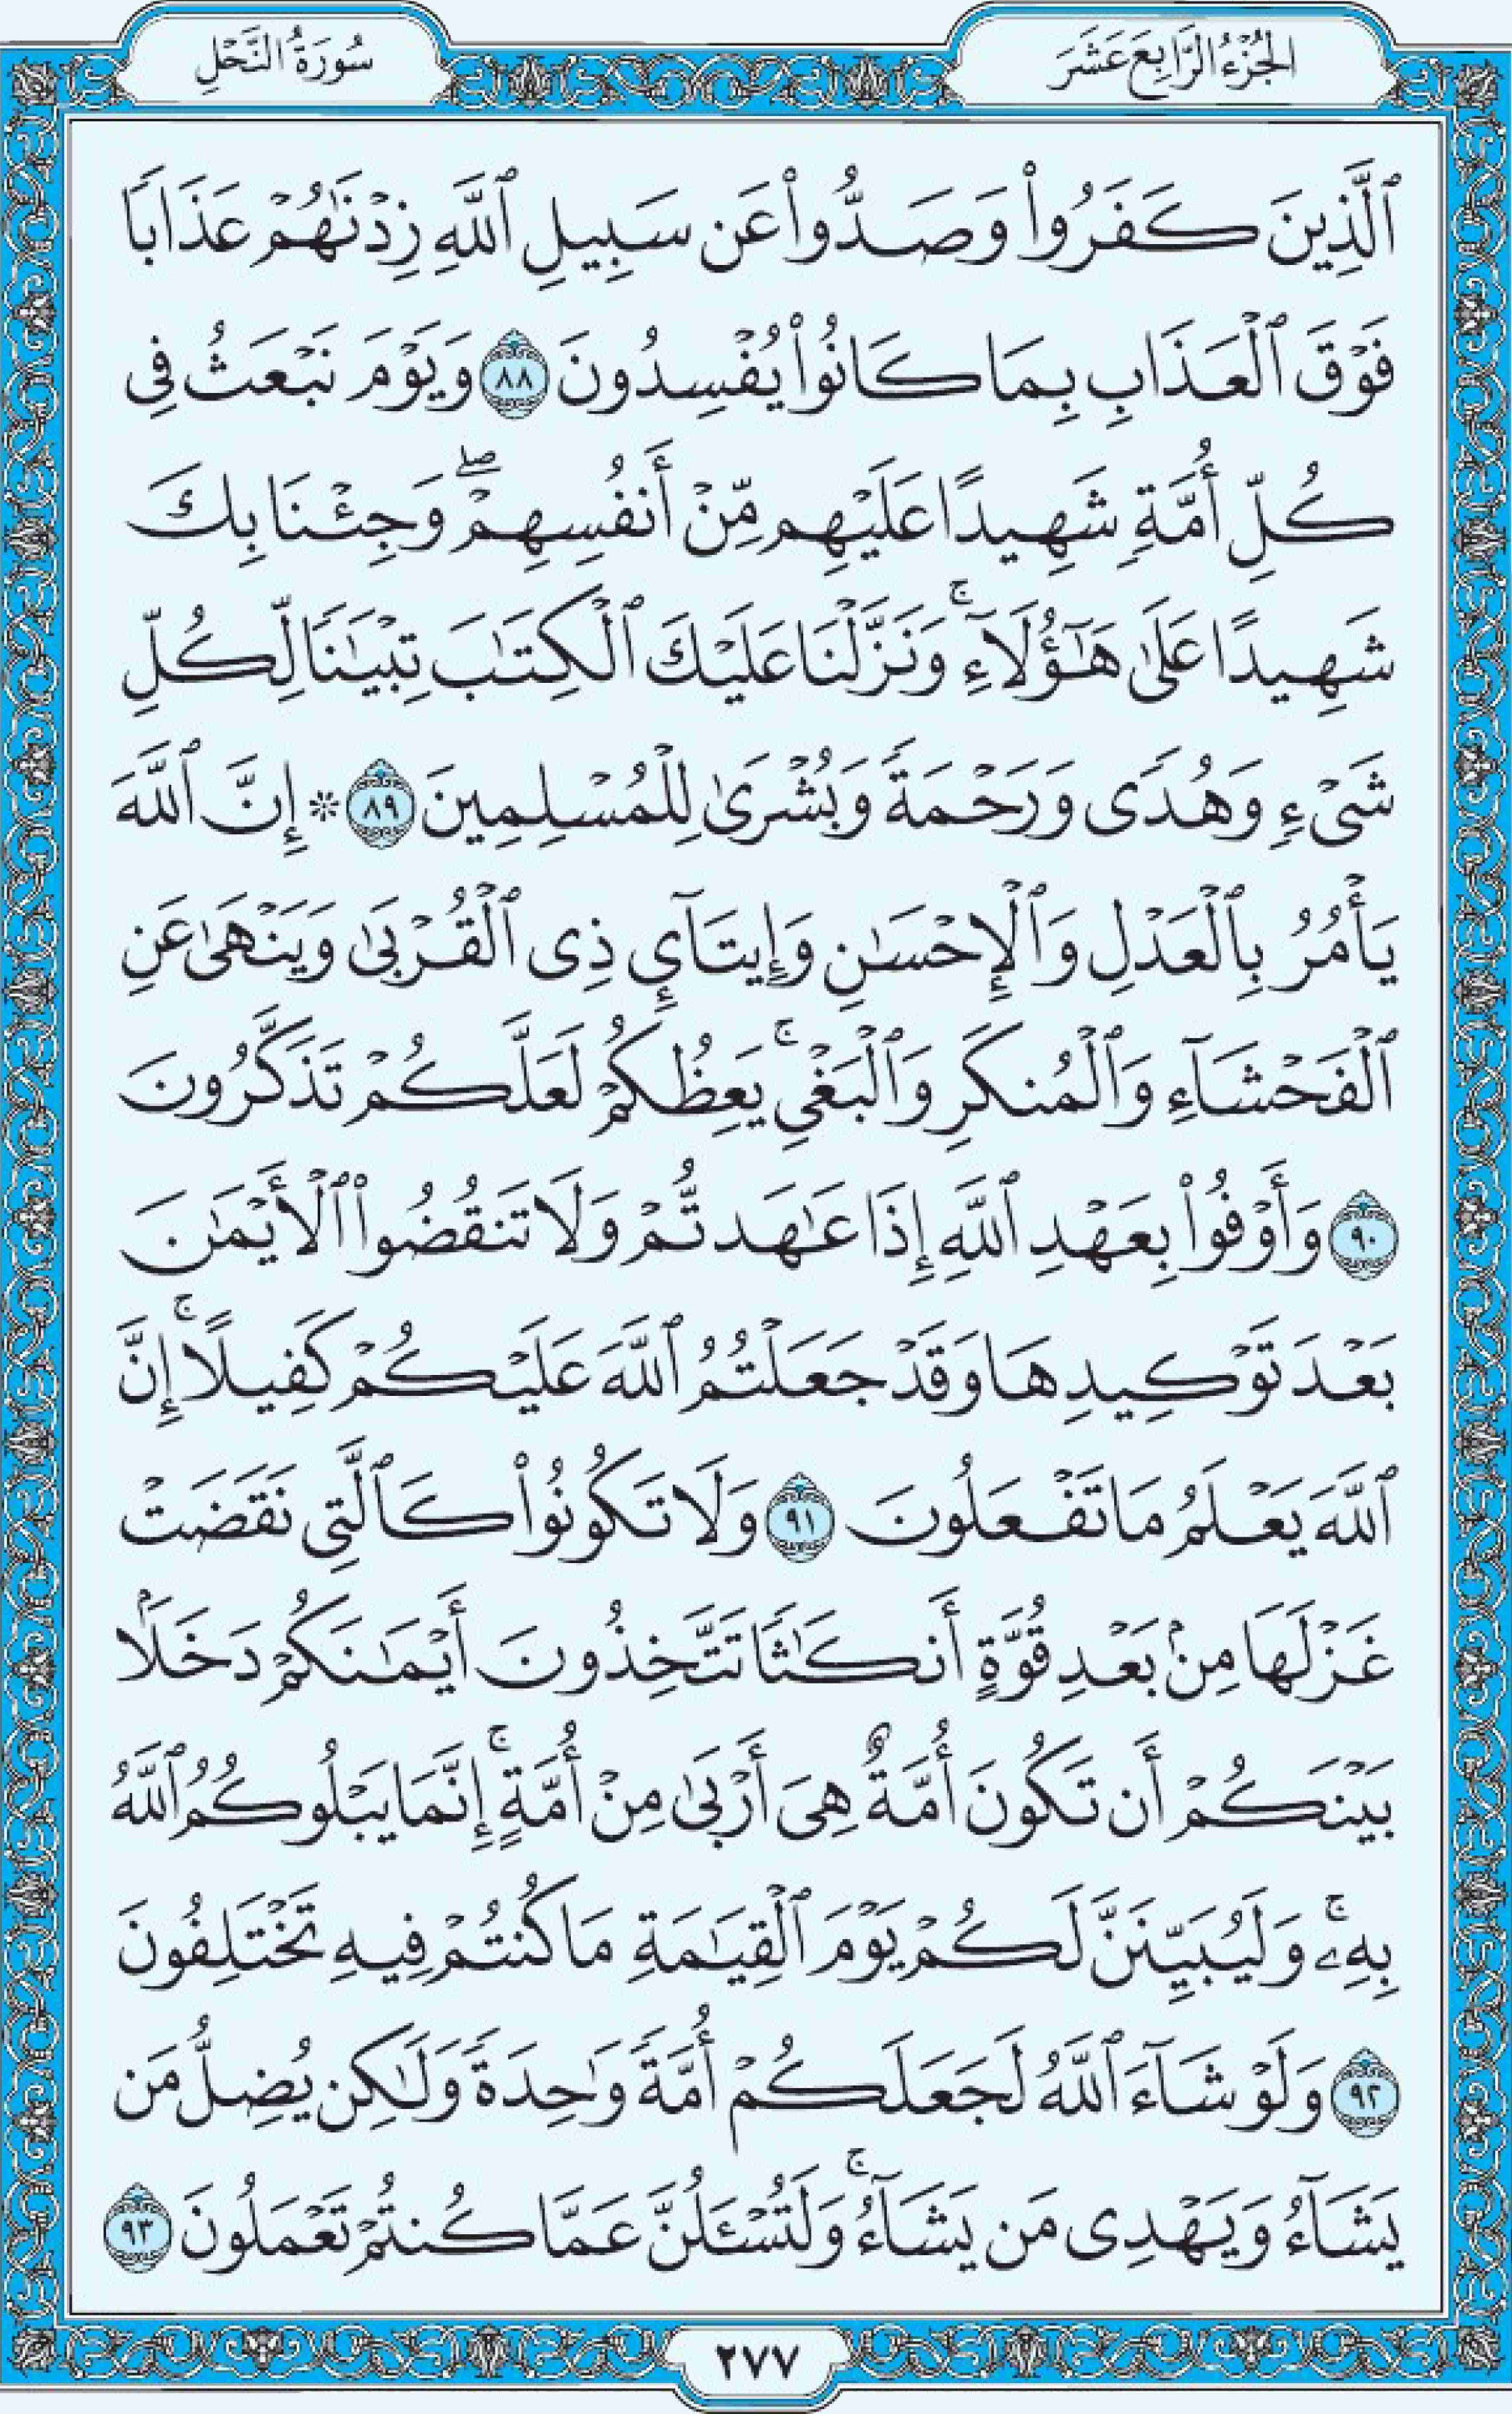 الجُزْءُ الرَّابِعَ عَشَرَ
سُورَةُ النَّحْلِ
ٱلَّذِينَ كَفَرُوا۟ وَصَدُّوا۟ عَن سَبِيلِ ٱللَّهِ زِدْنَٰهُمْ عَذَابًا
فَوْقَ ٱلْعَذَابِ بِمَا كَانُوا۟ يُفْسِدُونَ ٨٨ وَيَوْمَ نَبْعَثُ فِى
كُلِّ أُمَّةٍ شَهِيدًا عَلَيْهِم مِّنْ أَنفُسِهِمْ ۖ وَجِئْنَا بِكَ
شَهِيدًا عَلَىٰ هَٰٓؤُلَآءِ ۚ وَنَزَّلْنَا عَلَيْكَ ٱلْكِتَٰبَ تِبْيَٰنًا لِّكُلِّ
شَىْءٍ وَهُدًى وَرَحْمَةً وَبُشْرَىٰ لِلْمُسْلِمِينَ ٨٩ ۞ إِنَّ ٱللَّهَ
يَأْمُرُ بِٱلْعَدْلِ وَٱلْإِحْسَٰنِ وَإِيتَآئِ ذِى ٱلْقُرْبَىٰ وَيَنْهَىٰ عَنِ
ٱلْفَحْشَآءِ وَٱلْمُنكَرِ وَٱلْبَغْىِ ۚ يَعِظُكُمْ لَعَلَّكُمْ تَذَكَّرُونَ
٩٠ وَأَوْفُوا۟ بِعَهْدِ ٱللَّهِ إِذَا عَٰهَدتُّمْ وَلَا تَنقُضُوا۟ ٱلْأَيْمَٰنَ
بَعْدَ تَوْكِيدِهَا وَقَدْ جَعَلْتُمُ ٱللَّهَ عَلَيْكُمْ كَفِيلًا ۚ إِنَّ
ٱللَّهَ يَعْلَمُ مَا تَفْعَلُونَ ٩١ وَلَا تَكُونُوا۟ كَٱلَّتِى نَقَضَتْ
غَزْلَهَا مِنۢ بَعْدِ قُوَّةٍ أَنكَٰثًا تَتَّخِذُونَ أَيْمَٰنَكُمْ دَخَلًۢا
بَيْنَكُمْ أَن تَكُونَ أُمَّةٌ هِىَ أَرْبَىٰ مِنْ أُمَّةٍ ۚ إِنَّمَا يَبْلُوكُمُ ٱللَّهُ
بِهِۦ ۚ وَلَيُبَيِّنَنَّ لَكُمْ يَوْمَ ٱلْقِيَٰمَةِ مَا كُنتُمْ فِيهِ تَخْتَلِفُونَ
٩٢ وَلَوْ شَآءَ ٱللَّهُ لَجَعَلَكُمْ أُمَّةً وَٰحِدَةً وَلَٰكِن يُضِلُّ مَن
يَشَآءُ وَيَهْدِى مَن يَشَآءُ ۚ وَلَتُسْـَٔلُنَّ عَمَّا كُنتُمْ تَعْمَلُونَ ٩٣
٢٧٧